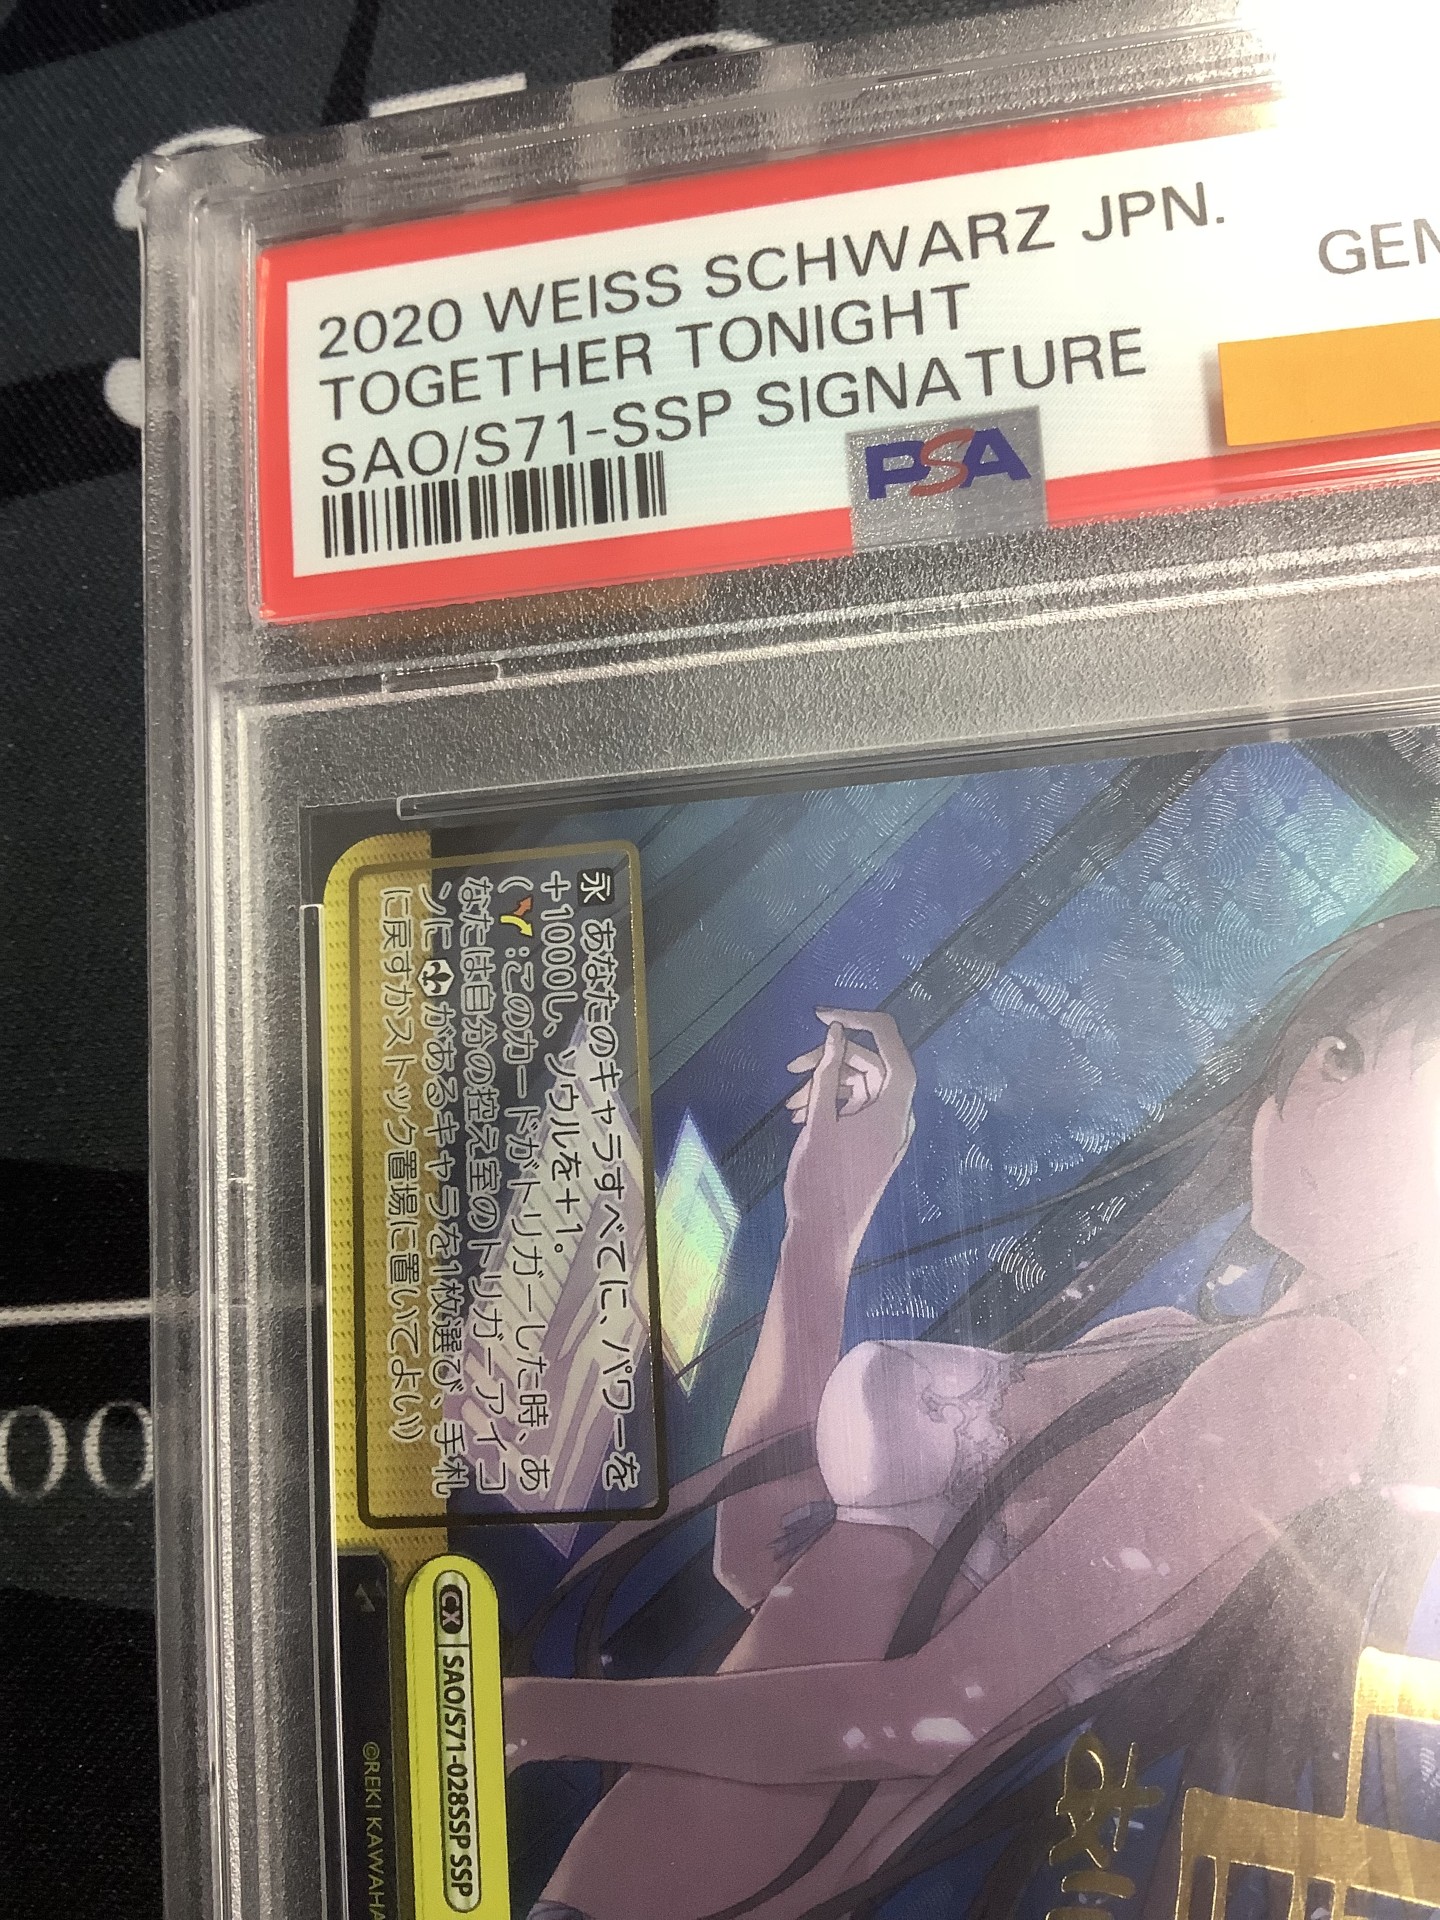 2020 WEISS SCHWARZ JPN.
TOGETHER TONIGHT
SAO/S71-SSP SIGNATURE
GEM
PSA
永 あなたのキャラすべてに、パワーを
+1000し、ソウルを+1。
( :このカードがトリガーした時、あ
なたは自分の控え室のトリガーアイコ
ンに があるキャラを1枚選び、手札
に戻すかストック置場に置いてよい)
CX SAO/S71-028SSP SSP
©REKI KAWAHA
00